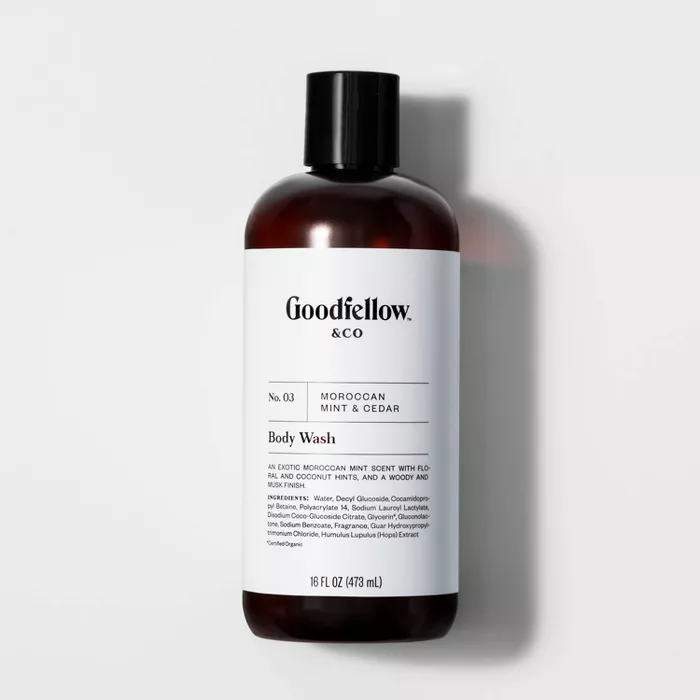 Goodfellow™
&CO
No. 03
MOROCCAN
MINT & CEDAR
Body Wash
AN EXOTIC MOROCCAN MINT SCENT WITH FLO-
RAL AND COCONUT HINTS, AND A WOODY AND
MUSK FINISH.
INGREDIENTS: Water, Decyl Glucoside, Cocamidopro-
pyl Betaine, Polyacrylate 14, Sodium Lauroyl Lactylate,
Disodium Coco-Glucoside Citrate, Glycerin*, Gluconolac-
tone, Sodium Benzoate, Fragrance, Guar Hydroxypropyl-
trimonium Chloride, Humulus Lupulus (Hops) Extract
*Certified Organic
16 FL OZ (473 mL)